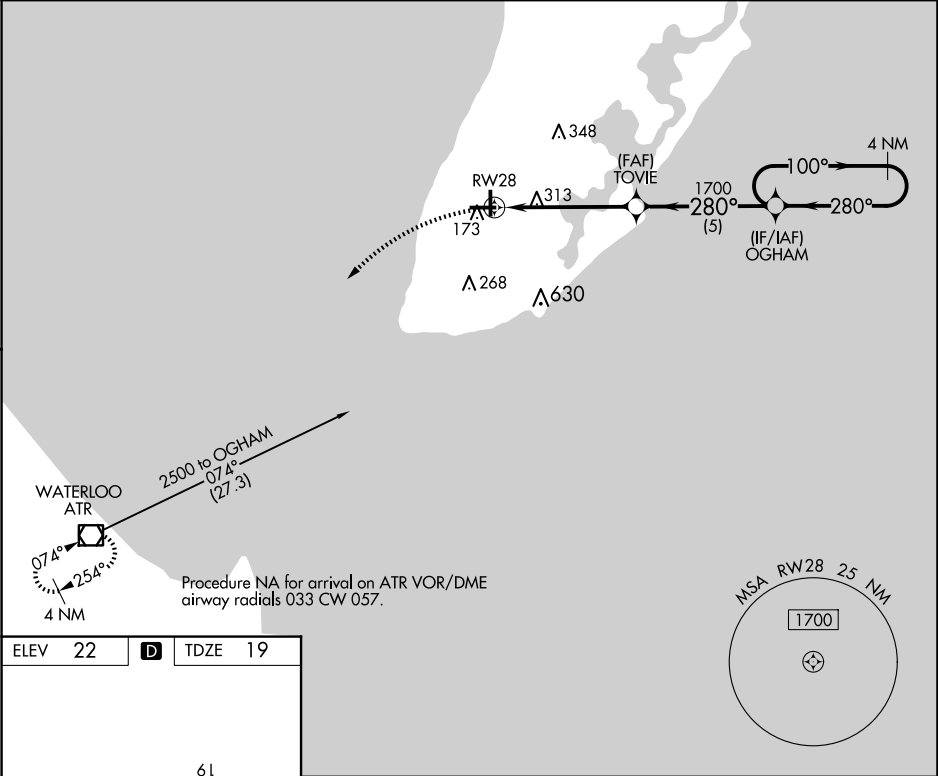 348
4 NM
100°
(FAF)
TOVIE
RW28
313
1700
280°
280°
(5)
173
(IF/IAF)
OGHAM
268
630
2500 to OGHAM
074°
(27.3)
WATERLOO
ATR
074°
254°
4 NM
Procedure NA for arrival on ATR VOR/DME
airway radials 033 CW 057.
MSA RW28 25 NM
1700
ELEV 22 D TDZE 19